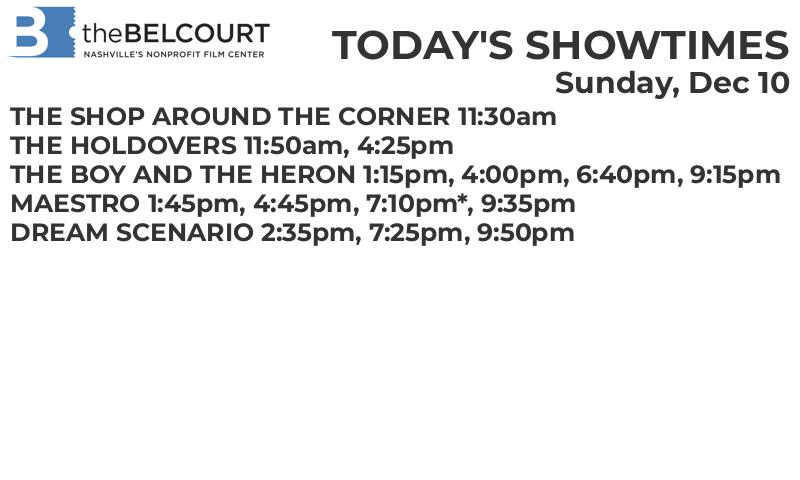 B theBELCOURT
NASHVILLE'S NONPROFIT FILM CENTER
TODAY'S SHOWTIMES
Sunday, Dec 10
THE SHOP AROUND THE CORNER 11:30am
THE HOLDOVERS 11:50am, 4:25pm
THE BOY AND THE HERON 1:15pm, 4:00pm, 6:40pm, 9:15pm
MAESTRO 1:45pm, 4:45pm, 7:10pm*, 9:35pm
DREAM SCENARIO 2:35pm, 7:25pm, 9:50pm